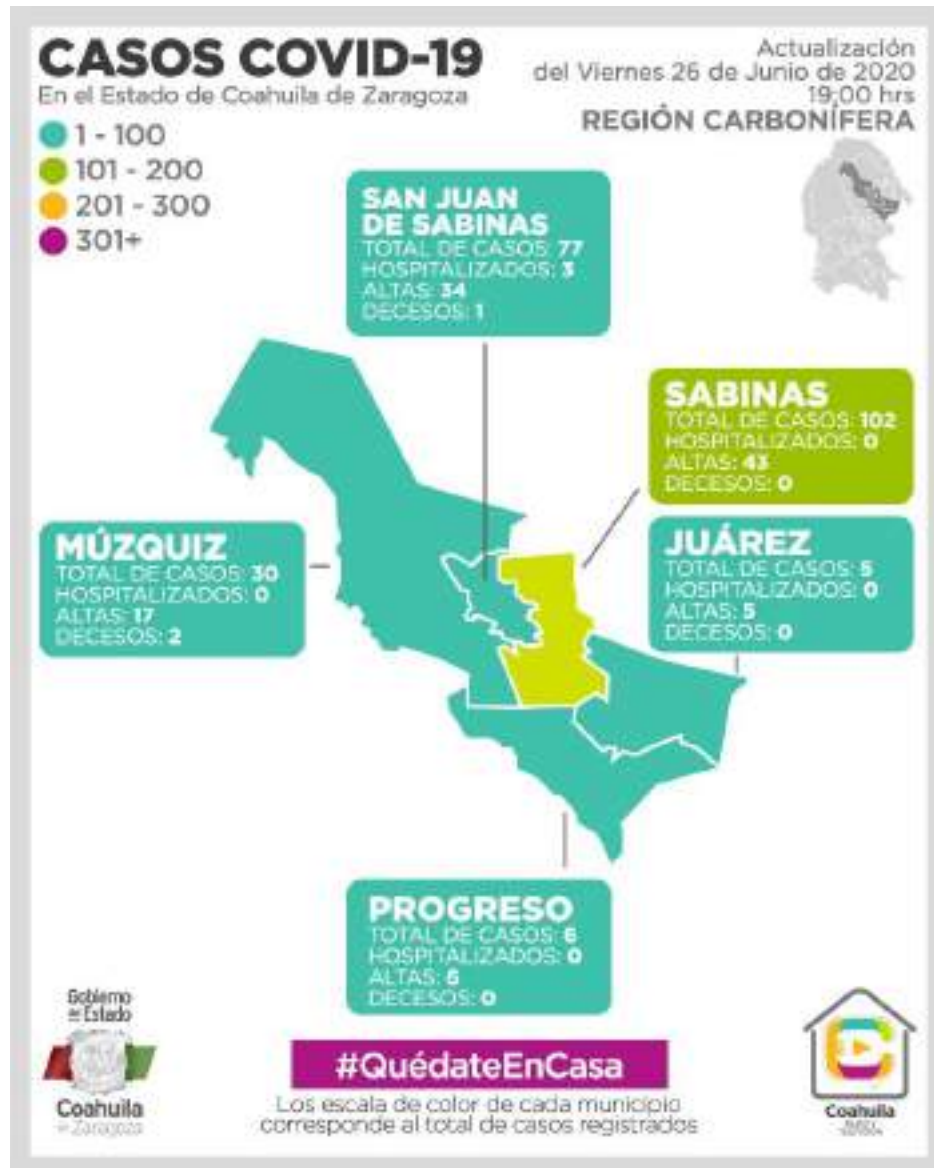 CASOS COVID-19
En el Estado de Coahuila de Zaragoza
Actualización
del Viernes 26 de Junio de 2020
19:00 hrs
REGIÓN CARBONÍFERA
1 - 100
101 - 200
201 - 300
301+
SAN JUAN
DE SABINAS
TOTAL DE CASOS: 77
HOSPITALIZADOS: 3
ALTAS: 34
DECESOS: 1
SABINAS
TOTAL DE CASOS: 102
HOSPITALIZADOS: 0
ALTAS: 43
DECESOS: 0
MÚZQUIZ
TOTAL DE CASOS: 30
HOSPITALIZADOS: 0
ALTAS: 17
DECESOS: 2
JUÁREZ
TOTAL DE CASOS: 5
HOSPITALIZADOS: 0
ALTAS: 5
DECESOS: 0
PROGRESO
TOTAL DE CASOS: 6
HOSPITALIZADOS: 0
ALTAS:
DECESOS: 0
Gobierno
de Estado
Coahuila
de Zaragoza
#QuédateEnCasa
Los escala de color de cada municipio
corresponde al total de casos registrados
Coahuila